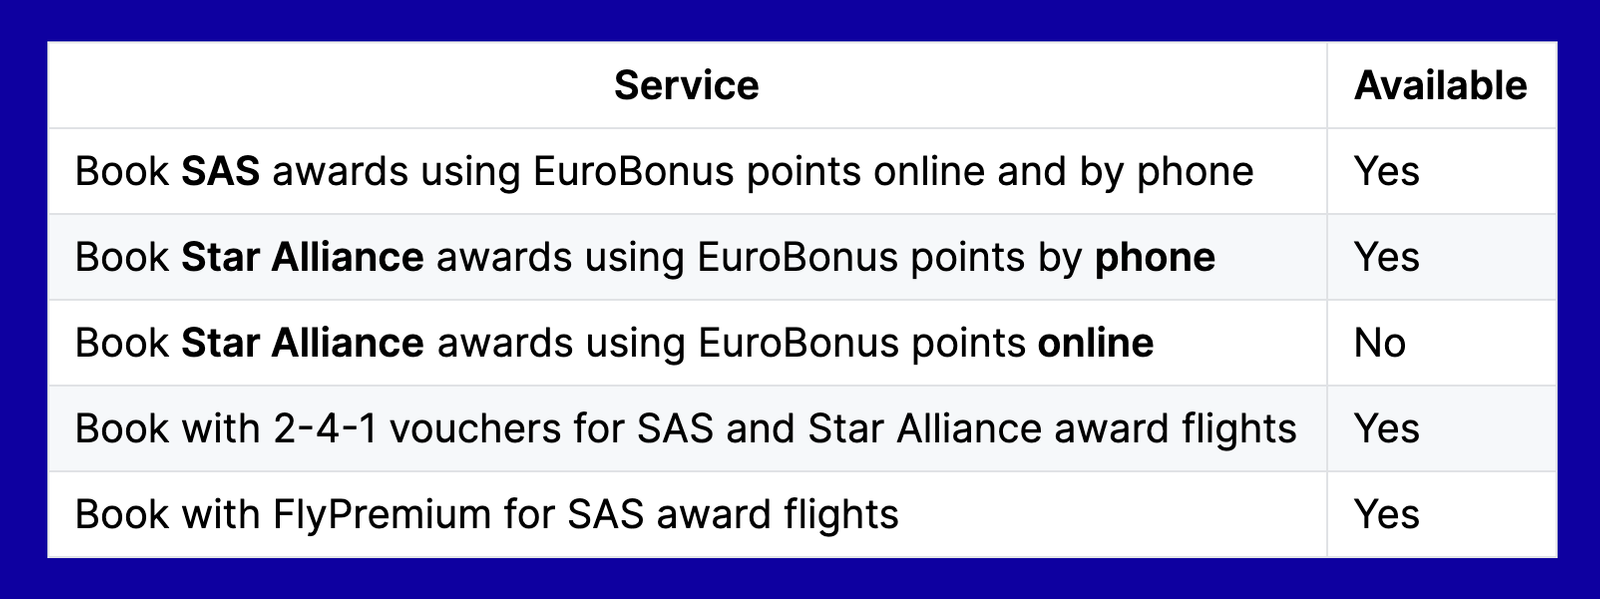 Service Available
Book SAS awards using EuroBonus points online and by phone Yes
Book Star Alliance awards using EuroBonus points by phone Yes
Book Star Alliance awards using EuroBonus points online No
Book with 2-4-1 vouchers for SAS and Star Alliance award flights Yes
Book with FlyPremium for SAS award flights Yes